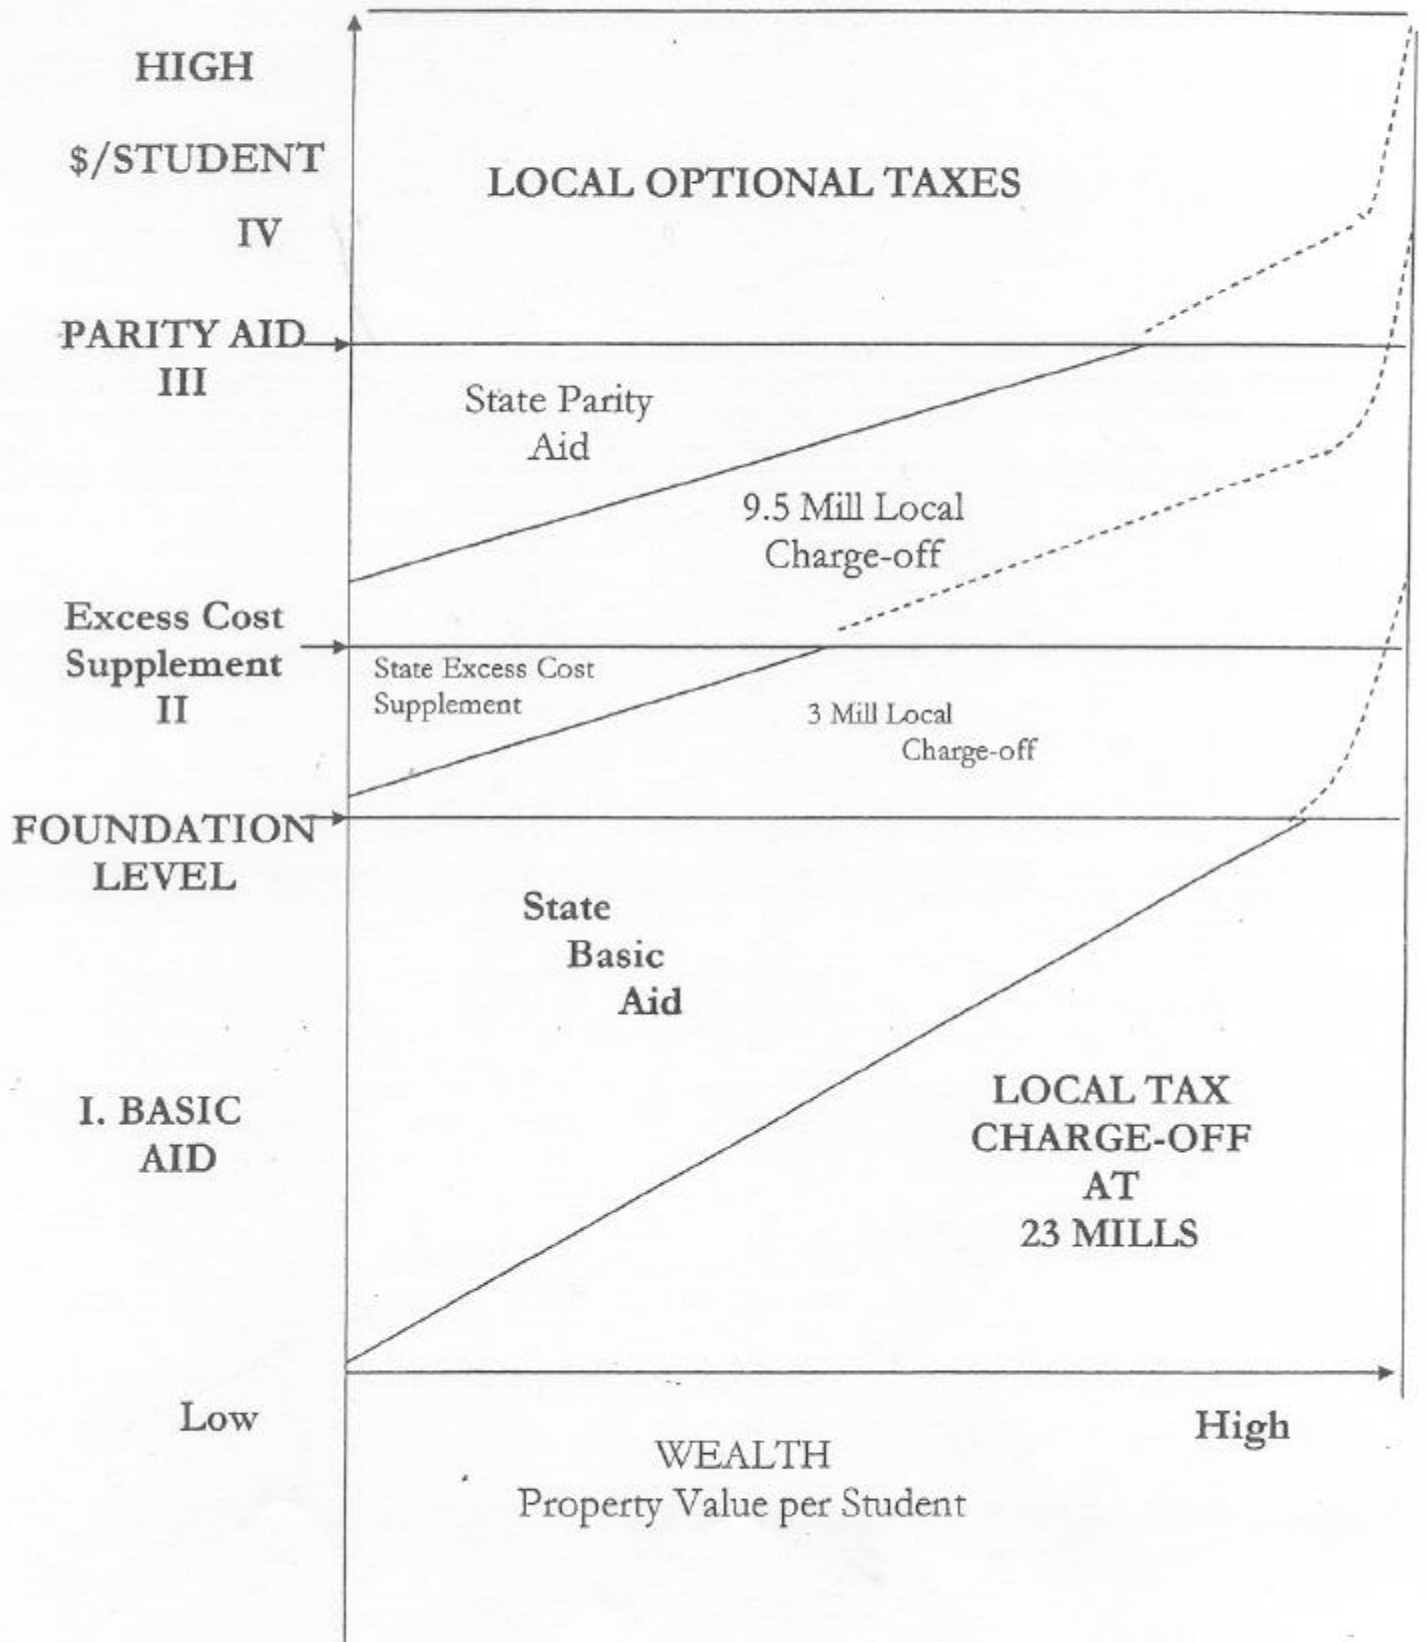 HIGH
$/STUDENT
IV
LOCAL OPTIONAL TAXES
PARITY AID
III
State Parity
Aid
9.5 Mill Local
Charge-off
Excess Cost
Supplement
II
State Excess Cost
Supplement
3 Mill Local
Charge-off
FOUNDATION
LEVEL
State
Basic
Aid
I. BASIC
AID
LOCAL TAX
CHARGE-OFF
AT
23 MILLS
Low
High
WEALTH
Property Value per Student